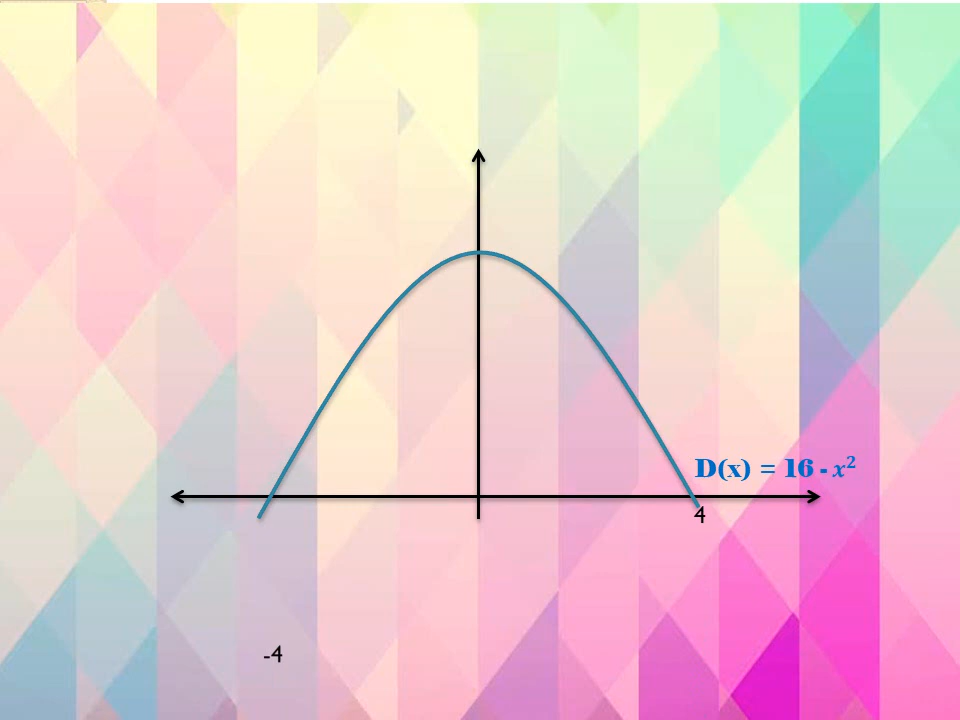 D(x) = 16 - 𝑥²
4
-4